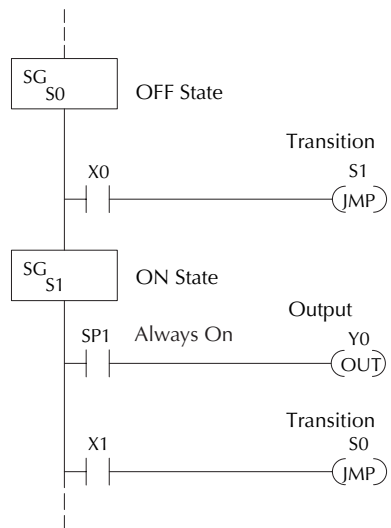 SG
S0
OFF State
Transition
X0
S1
JMP
SG
S1
ON State
Output
SP1
Always On
Y0
OUT
Transition
X1
S0
JMP